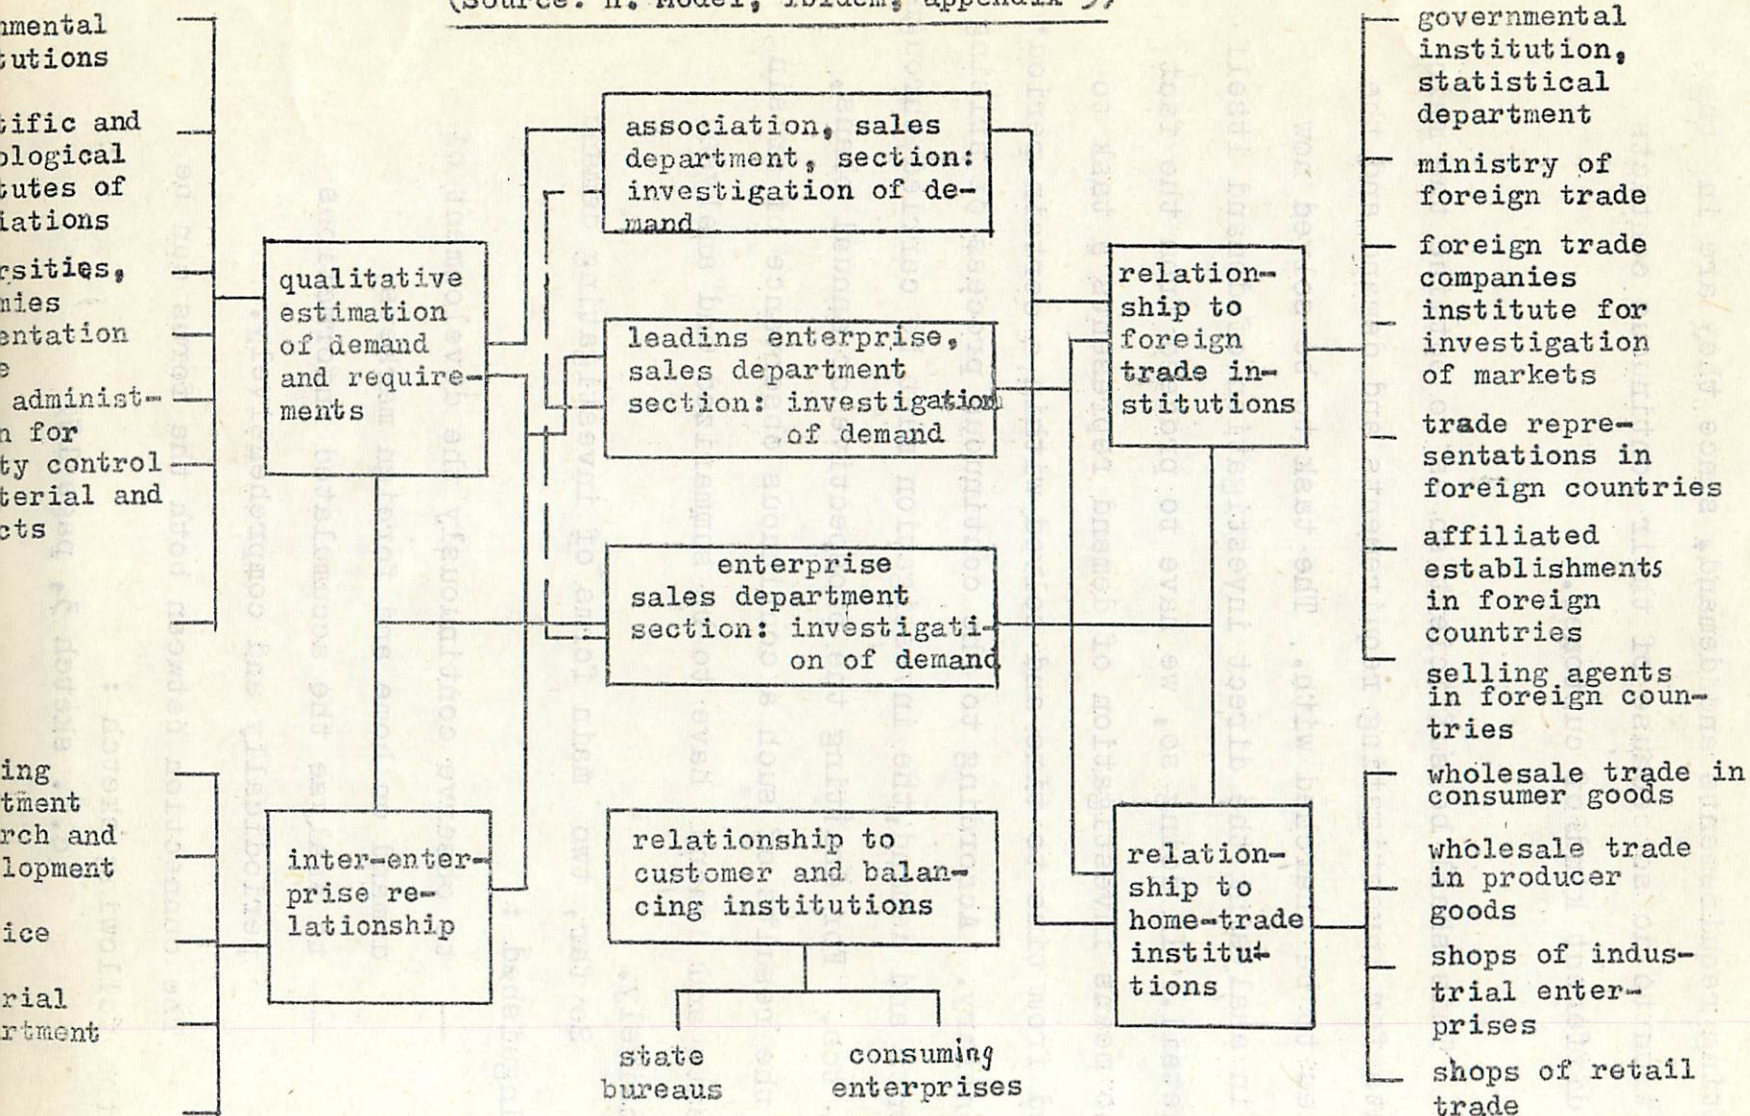 (Source: H. Model, ibidem, appendix 5)
nmental
tutions
tific and
ological
tutes of
iations
rsities,
mies
entation
e
administ-
n for
ty control
terial and
cts
qualitative
estimation
of demand
and require-
ments
association, sales
department, section:
investigation of de-
mand
leadins enterprise,
sales department
section: investigation
of demand
enterprise
sales department
section: investigati-
on of demand
relation-
ship to
foreign
trade in-
stitutions
governmental
institution,
statistical
department
ministry of
foreign trade
foreign trade
companies
institute for
investigation
of markets
trade repre-
sentations in
foreign countries
affiliated
establishments
in foreign
countries
selling agents
in foreign coun-
tries
ing
tment
rch and
lopment
ice
rial
rtment
inter-enter-
prise re-
lationship
relationship to
customer and balan-
cing institutions
state
bureaus
consuming
enterprises
relation-
ship to
home-trade
institu-
tions
wholesale trade in
consumer goods
wholesale trade
in producer
goods
shops of indus-
trial enter-
prises
shops of retail
trade